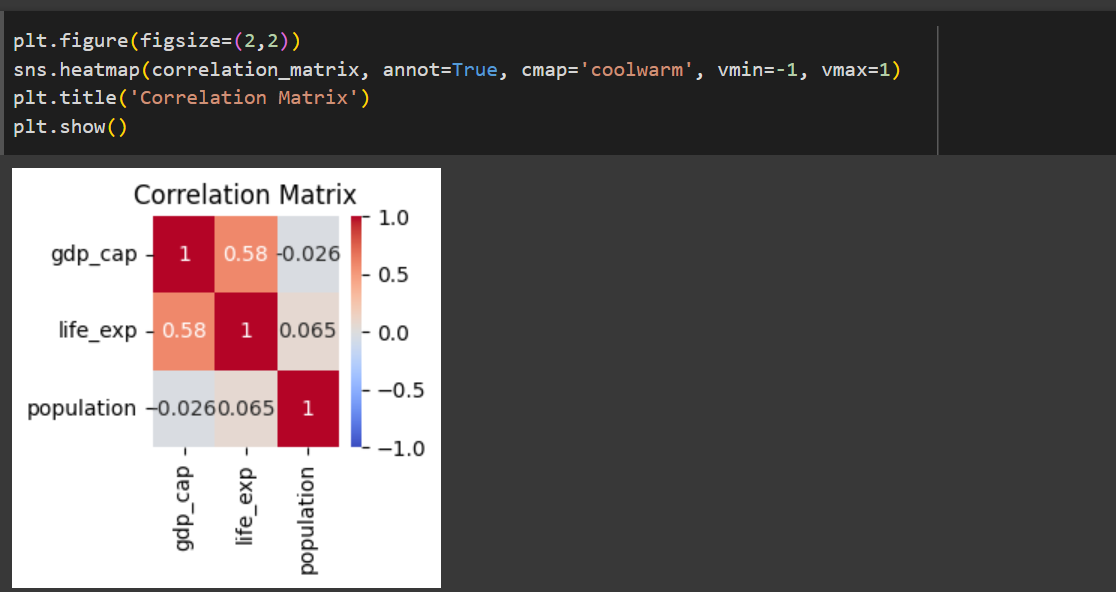 plt.figure(figsize=(2,2))
sns.heatmap(correlation_matrix, annot=True, cmap='coolwarm', vmin=-1, vmax=1)
plt.title('Correlation Matrix')
plt.show()
Correlation Matrix
gdp_cap 1 0.58 -0.026
life_exp 0.58 1 0.065
population -0.026 0.065 1
gdp_cap life_exp population
1.0
0.5
0.0
−0.5
−1.0